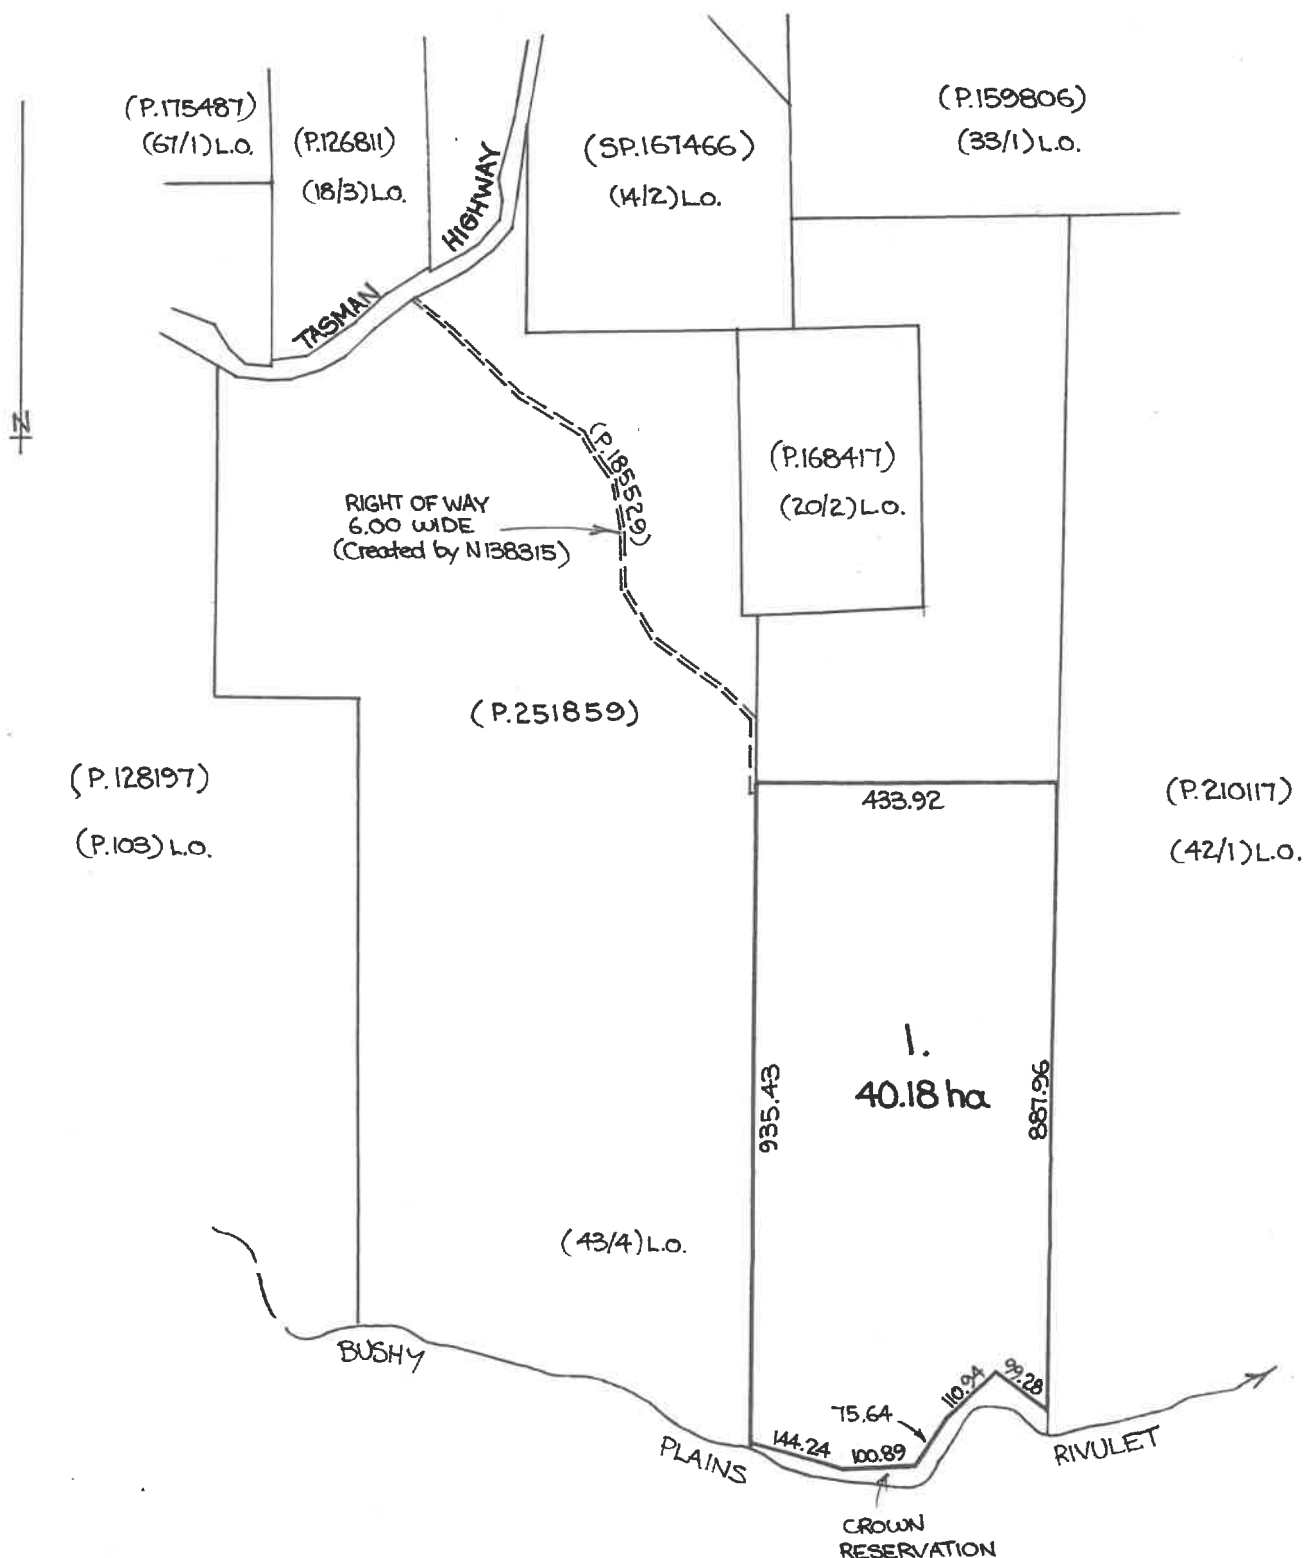 (P.175487)
(67/1)L.O.
(P.126811)
(18/3)L.O.
TASMAN
HIGHWAY
(SP.167466)
(14/2)L.O.
(P.159806)
(33/1)L.O.
N
(P.185529)
RIGHT OF WAY
6.00 WIDE
(Created by N138315)
(P.168417)
(20/2)L.O.
(P.251859)
(P.128197)
(P.103)L.O.
433.92
(P.210117)
(42/1)L.O.
1.
40.18 ha
935.43
887.96
(43/4)L.O.
BUSHY
PLAINS
RIVULET
144.24
100.89
75.64
110.94
99.28
CROWN
RESERVATION